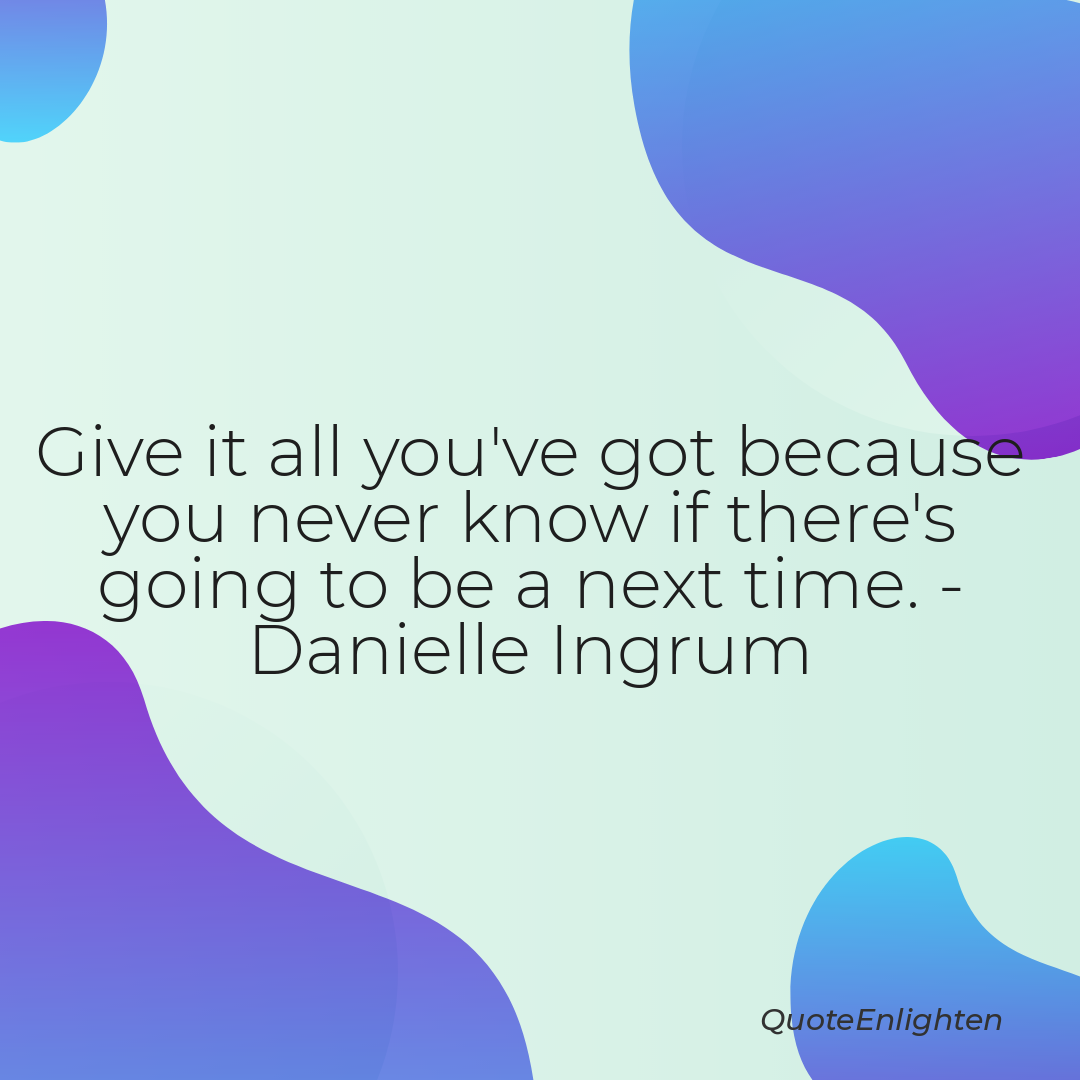 Give it all you've got because
you never know if there's
going to be a next time. -
Danielle Ingrum
QuoteEnlighten